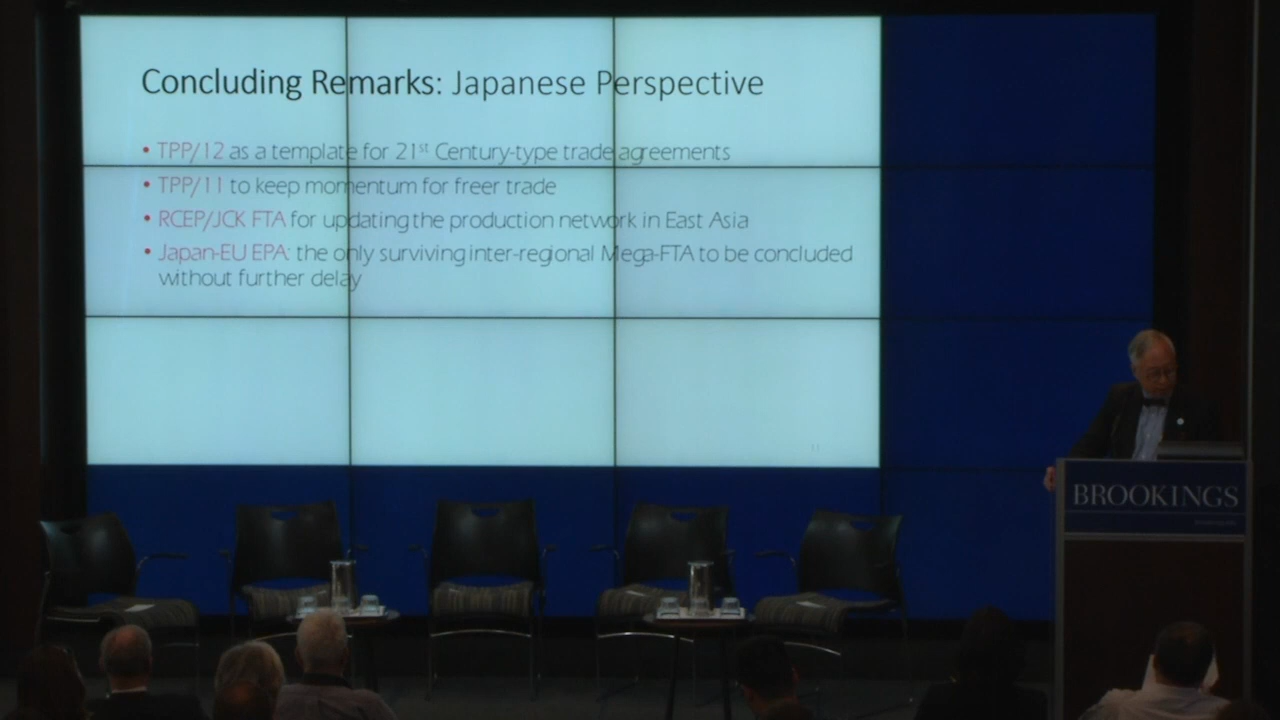 Concluding Remarks: Japanese Perspective
• TPP/12 as a template for 21st Century-type trade agreements
• TPP/11 to keep momentum for freer trade
• RCEP/JCK FTA for updating the production network in East Asia
• Japan-EU EPA: the only surviving inter-regional Mega-FTA to be concluded
without further delay
11
BROOKINGS